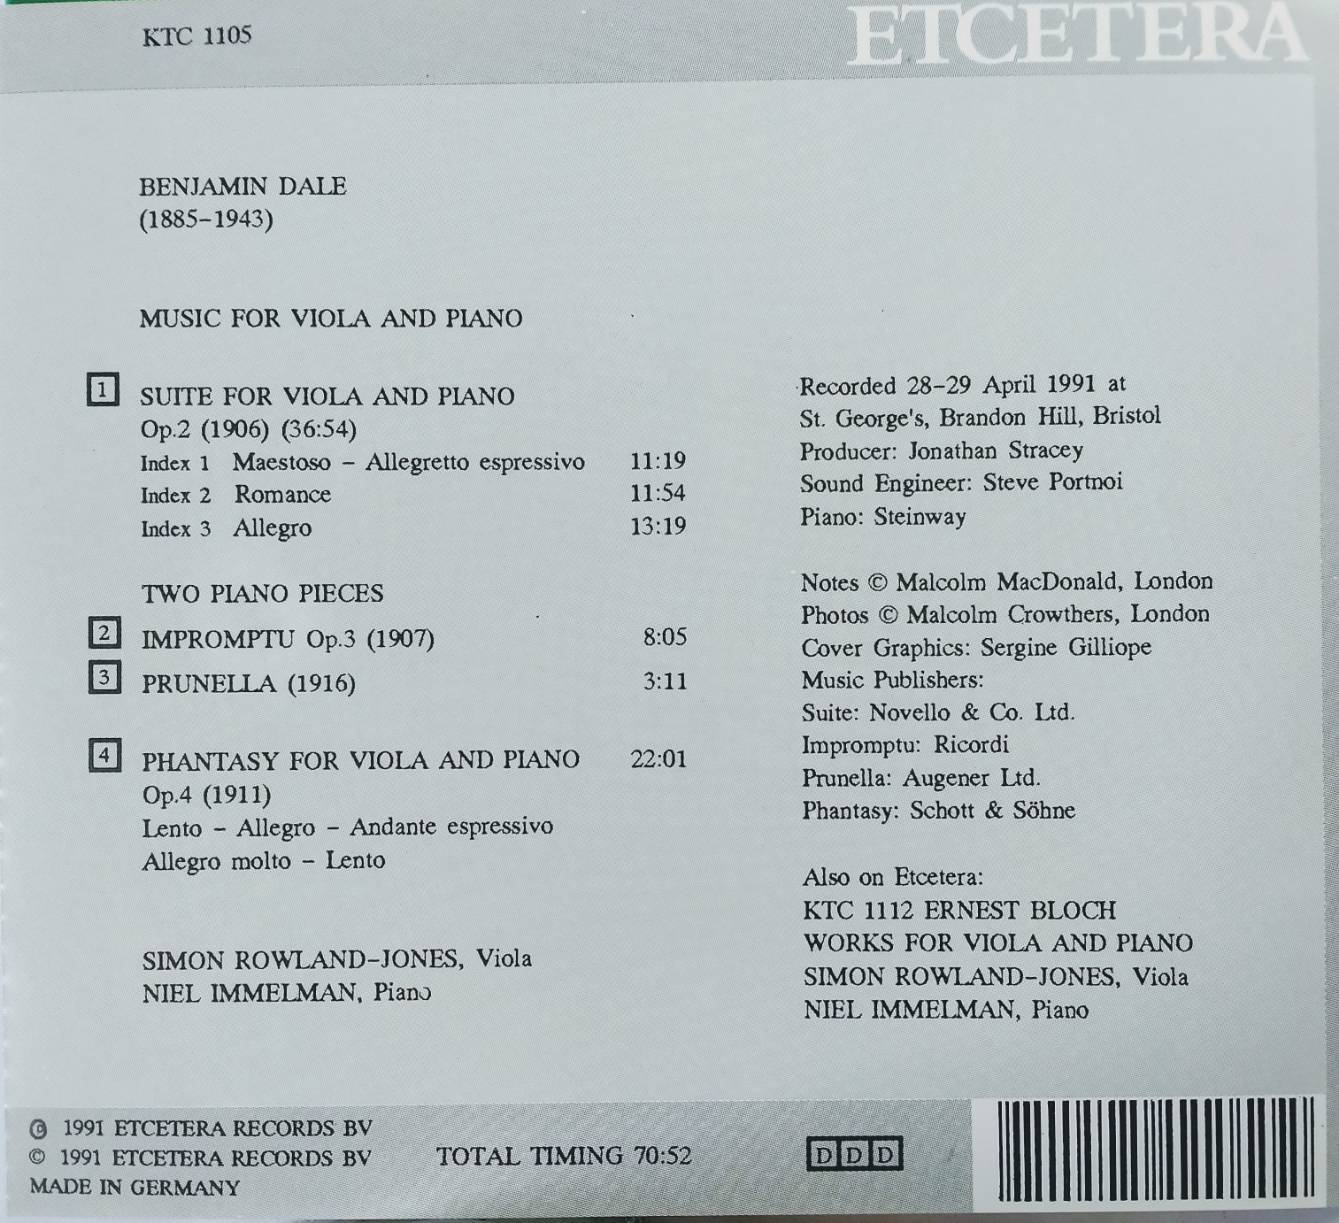 KTC 1105
ETCETERA
BENJAMIN DALE
(1885-1943)
MUSIC FOR VIOLA AND PIANO
1 SUITE FOR VIOLA AND PIANO
Op.2 (1906) (36:54)
Index 1 Maestoso - Allegretto espressivo 11:19
Index 2 Romance 11:54
Index 3 Allegro 13:19
TWO PIANO PIECES
2 IMPROMPTU Op.3 (1907) 8:05
3 PRUNELLA (1916) 3:11
4 PHANTASY FOR VIOLA AND PIANO 22:01
Op.4 (1911)
Lento - Allegro - Andante espressivo
Allegro molto - Lento
SIMON ROWLAND-JONES, Viola
NIEL IMMELMAN, Piano
Recorded 28-29 April 1991 at
St. George's, Brandon Hill, Bristol
Producer: Jonathan Stracey
Sound Engineer: Steve Portnoi
Piano: Steinway
Notes © Malcolm MacDonald, London
Photos © Malcolm Crowthers, London
Cover Graphics: Sergine Gilliope
Music Publishers:
Suite: Novello & Co. Ltd.
Impromptu: Ricordi
Prunella: Augener Ltd.
Phantasy: Schott & Söhne
Also on Etcetera:
KTC 1112 ERNEST BLOCH
WORKS FOR VIOLA AND PIANO
SIMON ROWLAND-JONES, Viola
NIEL IMMELMAN, Piano
℗ 1991 ETCETERA RECORDS BV
© 1991 ETCETERA RECORDS BV
MADE IN GERMANY
TOTAL TIMING 70:52
DDD